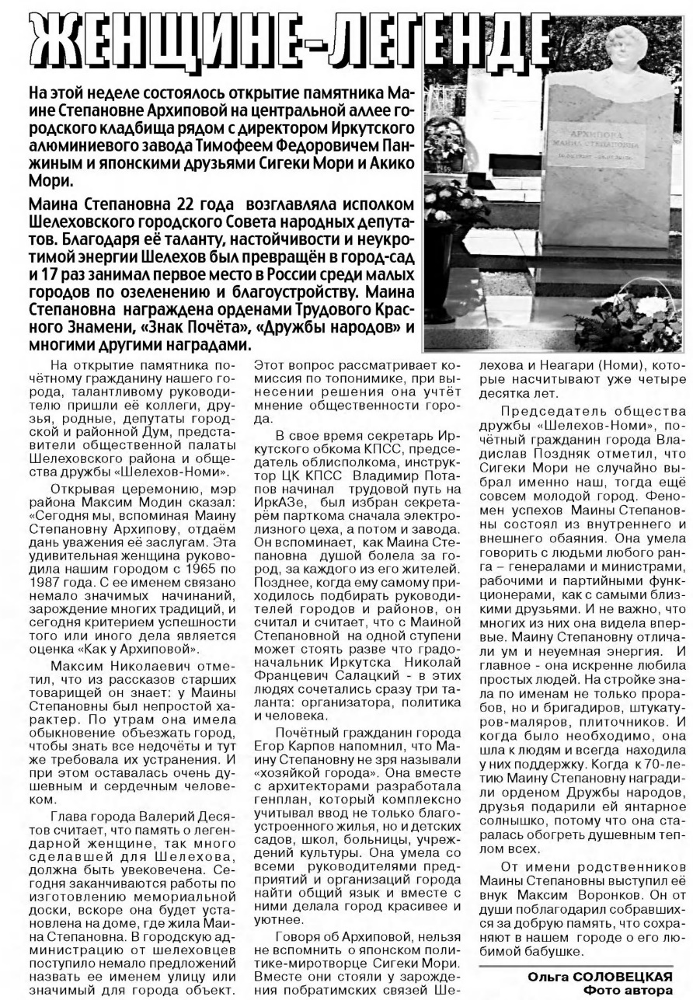 ЖЕНЩИНЕ-ЛЕГЕНДЕ
На этой неделе состоялось открытие памятника Ма-
ине Степановне Архиповой на центральной аллее го-
родского кладбища рядом с директором Иркутского
алюминиевого завода Тимофеем Федоровичем Пан-
жиным и японскими друзьями Сигеки Мори и Акико
Мори.
Маина Степановна 22 года возглавляла исполком
Шелеховского городского Совета народных депута-
тов. Благодаря её таланту, настойчивости и неукро-
тимой энергии Шелехов был превращён в город-сад
и 17 раз занимал первое место в России среди малых
городов по озеленению и благоустройству. Маина
Степановна награждена орденами Трудового Крас-
ного Знамени, «Знак Почёта», «Дружбы народов» и
многими другими наградами.
АРХИПОВА
МАИНА СТЕПАНОВНА
На открытие памятника по-
чётному гражданину нашего го-
рода, талантливому руководи-
телю пришли её коллеги, дру-
зья, родные, депутаты город-
ской и районной Дум, предста-
вители общественной палаты
Шелеховского района и обще-
ства дружбы «Шелехов-Номи».
Открывая церемонию, мэр
района Максим Модин сказал:
«Сегодня мы, вспоминая Маину
Степановну Архипову, отдаём
дань уважения её заслугам. Эта
удивительная женщина руково-
дила нашим городом с 1965 по
1987 года. С ее именем связано
немало значимых начинаний,
зарождение многих традиций, и
сегодня критерием успешности
того или иного дела является
оценка «Как у Архиповой».
Максим Николаевич отме-
тил, что из рассказов старших
товарищей он знает: у Маины
Степановны был непростой ха-
рактер. По утрам она имела
обыкновение объезжать город,
чтобы знать все недочёты и тут
же требовала их устранения. И
при этом оставалась очень ду-
шевным и сердечным челове-
ком.
Глава города Валерий Деся-
тов считает, что память о леген-
дарной женщине, так много
сделавшей для Шелехова,
должна быть увековечена. Се-
годня заканчиваются работы по
изготовлению мемориальной
доски, вскоре она будет уста-
новлена на доме, где жила Маи-
на Степановна. В городскую ад-
министрацию от шелеховцев
поступило немало предложений
назвать ее именем улицу или
значимый для города объект.
Этот вопрос рассматривает ко-
миссия по топонимике, при вы-
несении решения она учтёт
мнение общественности горо-
да.
В свое время секретарь Ир-
кутского обкома КПСС, предсе-
датель облисполкома, инструк-
тор ЦК КПСС Владимир Пота-
пов начинал трудовой путь на
ИркАЗе, был избран секрета-
рём парткома сначала электро-
лизного цеха, а потом и завода.
Он вспоминает, как Маина Сте-
пановна душой болела за го-
род, за каждого из его жителей.
Позднее, когда ему самому при-
ходилось подбирать руководи-
телей городов и районов, он
считал и считает, что с Маиной
Степановной на одной ступени
может стоять разве что градо-
начальник Иркутска Николай
Францевич Салацкий - в этих
людях сочетались сразу три та-
ланта: организатора, политика
и человека.
Почётный гражданин города
Егор Карпов напомнил, что Ма-
ину Степановну не зря называли
«хозяйкой города». Она вместе
с архитекторами разработала
генплан, который комплексно
учитывал ввод не только благо-
устроенного жилья, но и детских
садов, школ, больницы, учреж-
дений культуры. Она умела со
всеми руководителями пред-
приятий и организаций города
найти общий язык и вместе с
ними делала город красивее и
уютнее.
Говоря об Архиповой, нельзя
не вспомнить о японском поли-
тике-миротворце Сигеки Мори.
Вместе они стояли у зарожде-
ния побратимских связей Ше-
лехова и Неагари (Номи), кото-
рые насчитывают уже четыре
десятка лет.
Председатель общества
дружбы «Шелехов-Номи», по-
чётный гражданин города Вла-
дислав Поздняк отметил, что
Сигеки Мори не случайно вы-
брал именно наш, тогда ещё
совсем молодой город. Фено-
мен успехов Маины Степанов-
ны состоял из внутреннего и
внешнего обаяния. Она умела
говорить с людьми любого ран-
га – генералами и министрами,
рабочими и партийными функ-
ционерами, как с самыми близ-
кими друзьями. И не важно, что
многих из них она видела впер-
вые. Маину Степановну отлича-
ли ум и неуемная энергия. И
главное - она искренне любила
простых людей. На стройке зна-
ла по именам не только прора-
бов, но и бригадиров, штукату-
ров-маляров, плиточников. И
когда было необходимо, она
шла к людям и всегда находила
у них поддержку. Когда к 70-ле-
тию Маину Степановну награди-
ли орденом Дружбы народов,
друзья подарили ей янтарное
солнышко, потому что она ста-
ралась обогреть душевным теп-
лом всех.
От имени родственников
Маины Степановны выступил её
внук Максим Воронков. Он от
души поблагодарил собравших-
ся за добрую память, что сохра-
няют в нашем городе о его лю-
бимой бабушке.
Ольга СОЛОВЕЦКАЯ
Фото автора